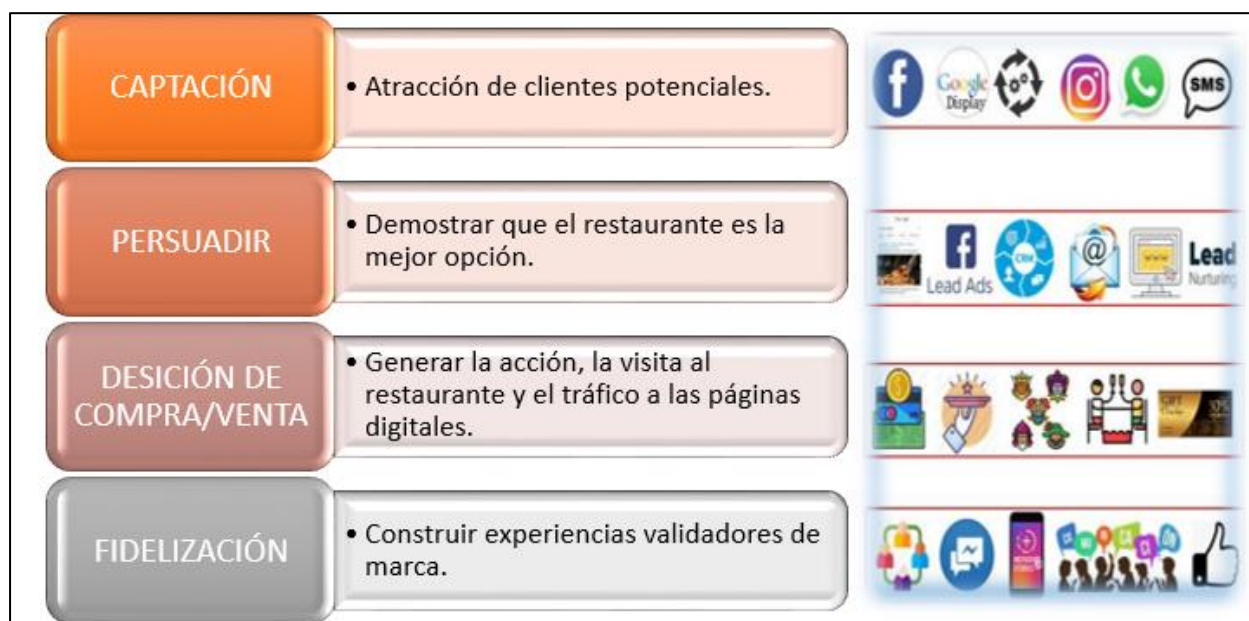 CAPTACIÓN
• Atracción de clientes potenciales.
Google
Display
SMS
PERSUADIR
• Demostrar que el restaurante es la
mejor opción.
Lead Ads
CRM
@
Lead
Nurturing
DESICIÓN DE
COMPRA/VENTA
• Generar la acción, la visita al
restaurante y el tráfico a las páginas
digitales.
GIFT
FIDELIZACIÓN
• Construir experiencias validadores de
marca.